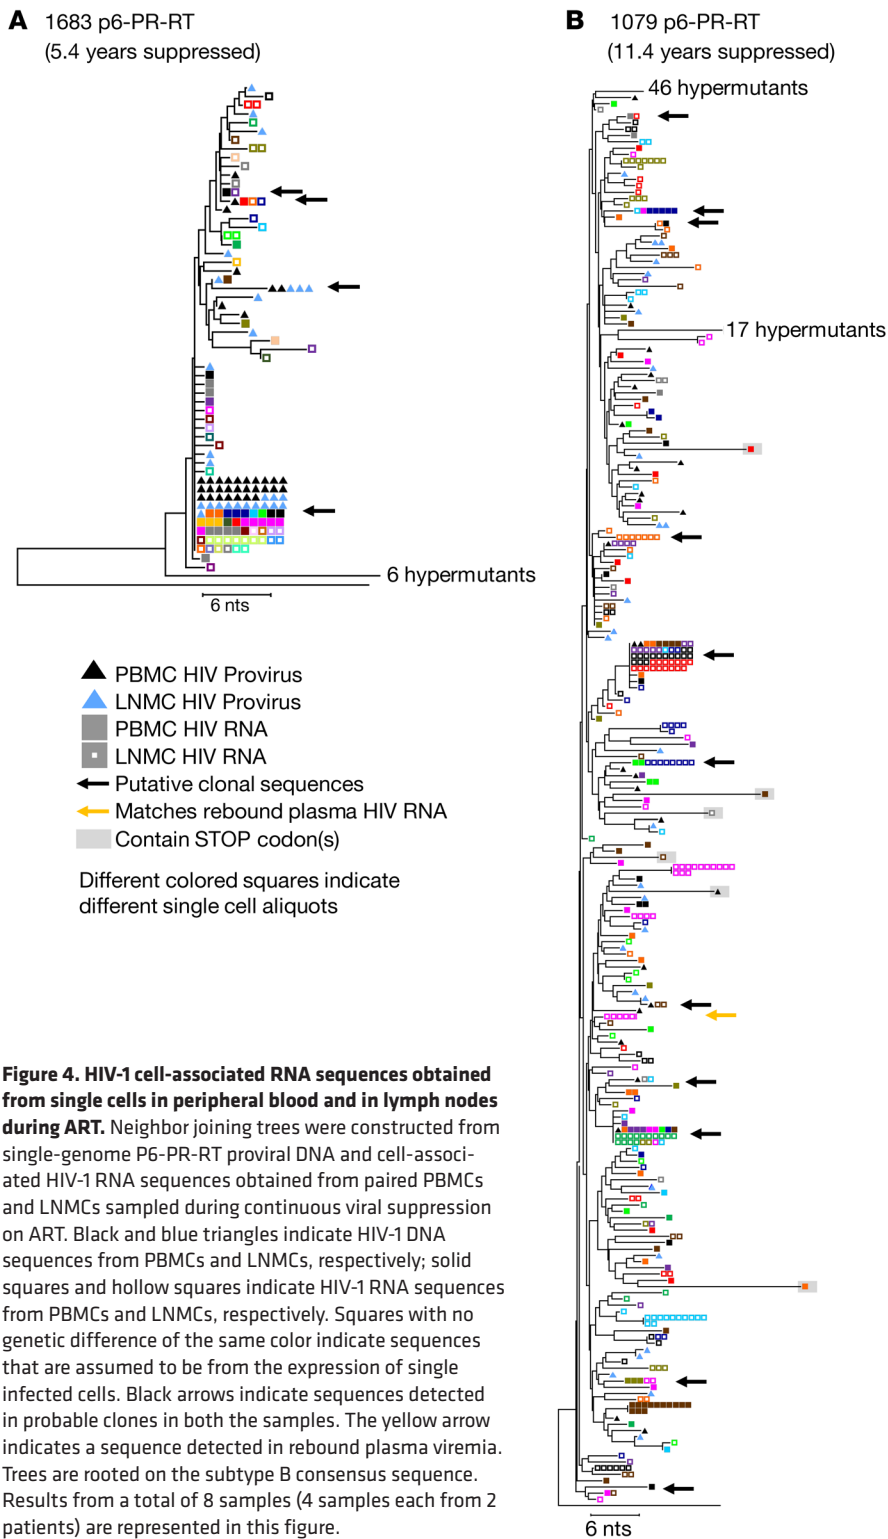 A 1683 p6-PR-RT
(5.4 years suppressed)
6 hypermutants
6 nts
PBMC HIV Provirus
LNMC HIV Provirus
PBMC HIV RNA
LNMC HIV RNA
Putative clonal sequences
Matches rebound plasma HIV RNA
Contain STOP codon(s)
Different colored squares indicate
different single cell aliquots
B 1079 p6-PR-RT
(11.4 years suppressed)
46 hypermutants
17 hypermutants
6 nts
Figure 4. HIV-1 cell-associated RNA sequences obtained
from single cells in peripheral blood and in lymph nodes
during ART. Neighbor joining trees were constructed from
single-genome P6-PR-RT proviral DNA and cell-associ-
ated HIV-1 RNA sequences obtained from paired PBMCs
and LNMCs sampled during continuous viral suppression
on ART. Black and blue triangles indicate HIV-1 DNA
sequences from PBMCs and LNMCs, respectively; solid
squares and hollow squares indicate HIV-1 RNA sequences
from PBMCs and LNMCs, respectively. Squares with no
genetic difference of the same color indicate sequences
that are assumed to be from the expression of single
infected cells. Black arrows indicate sequences detected
in probable clones in both the samples. The yellow arrow
indicates a sequence detected in rebound plasma viremia.
Trees are rooted on the subtype B consensus sequence.
Results from a total of 8 samples (4 samples each from 2
patients) are represented in this figure.